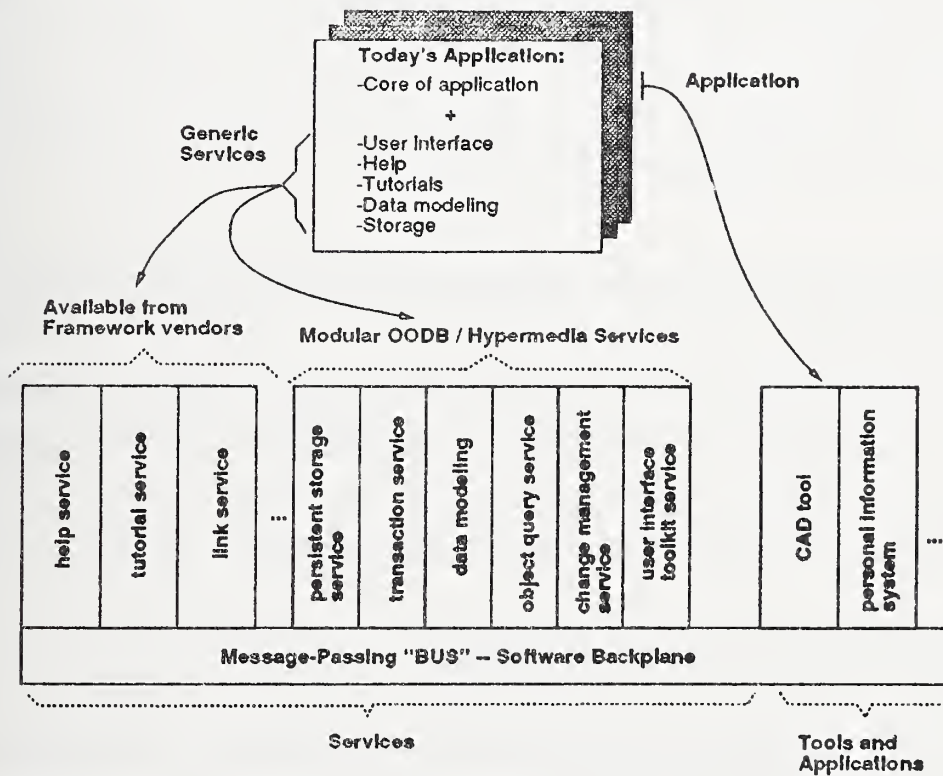 Today's Application:
-Core of application
+
-User Interface
-Help
-Tutorials
-Data modeling
-Storage
Application
Generic
Services
Available from
Framework vendors
Modular OODB / Hypermedia Services
help service
tutorial service
link service
...
persistent storage
service
transaction service
data modeling
object query service
change management
service
user interface
toolkit service
CAD tool
personal information
system
...
Message-Passing "BUS" -- Software Backplane
Services
Tools and
Applications